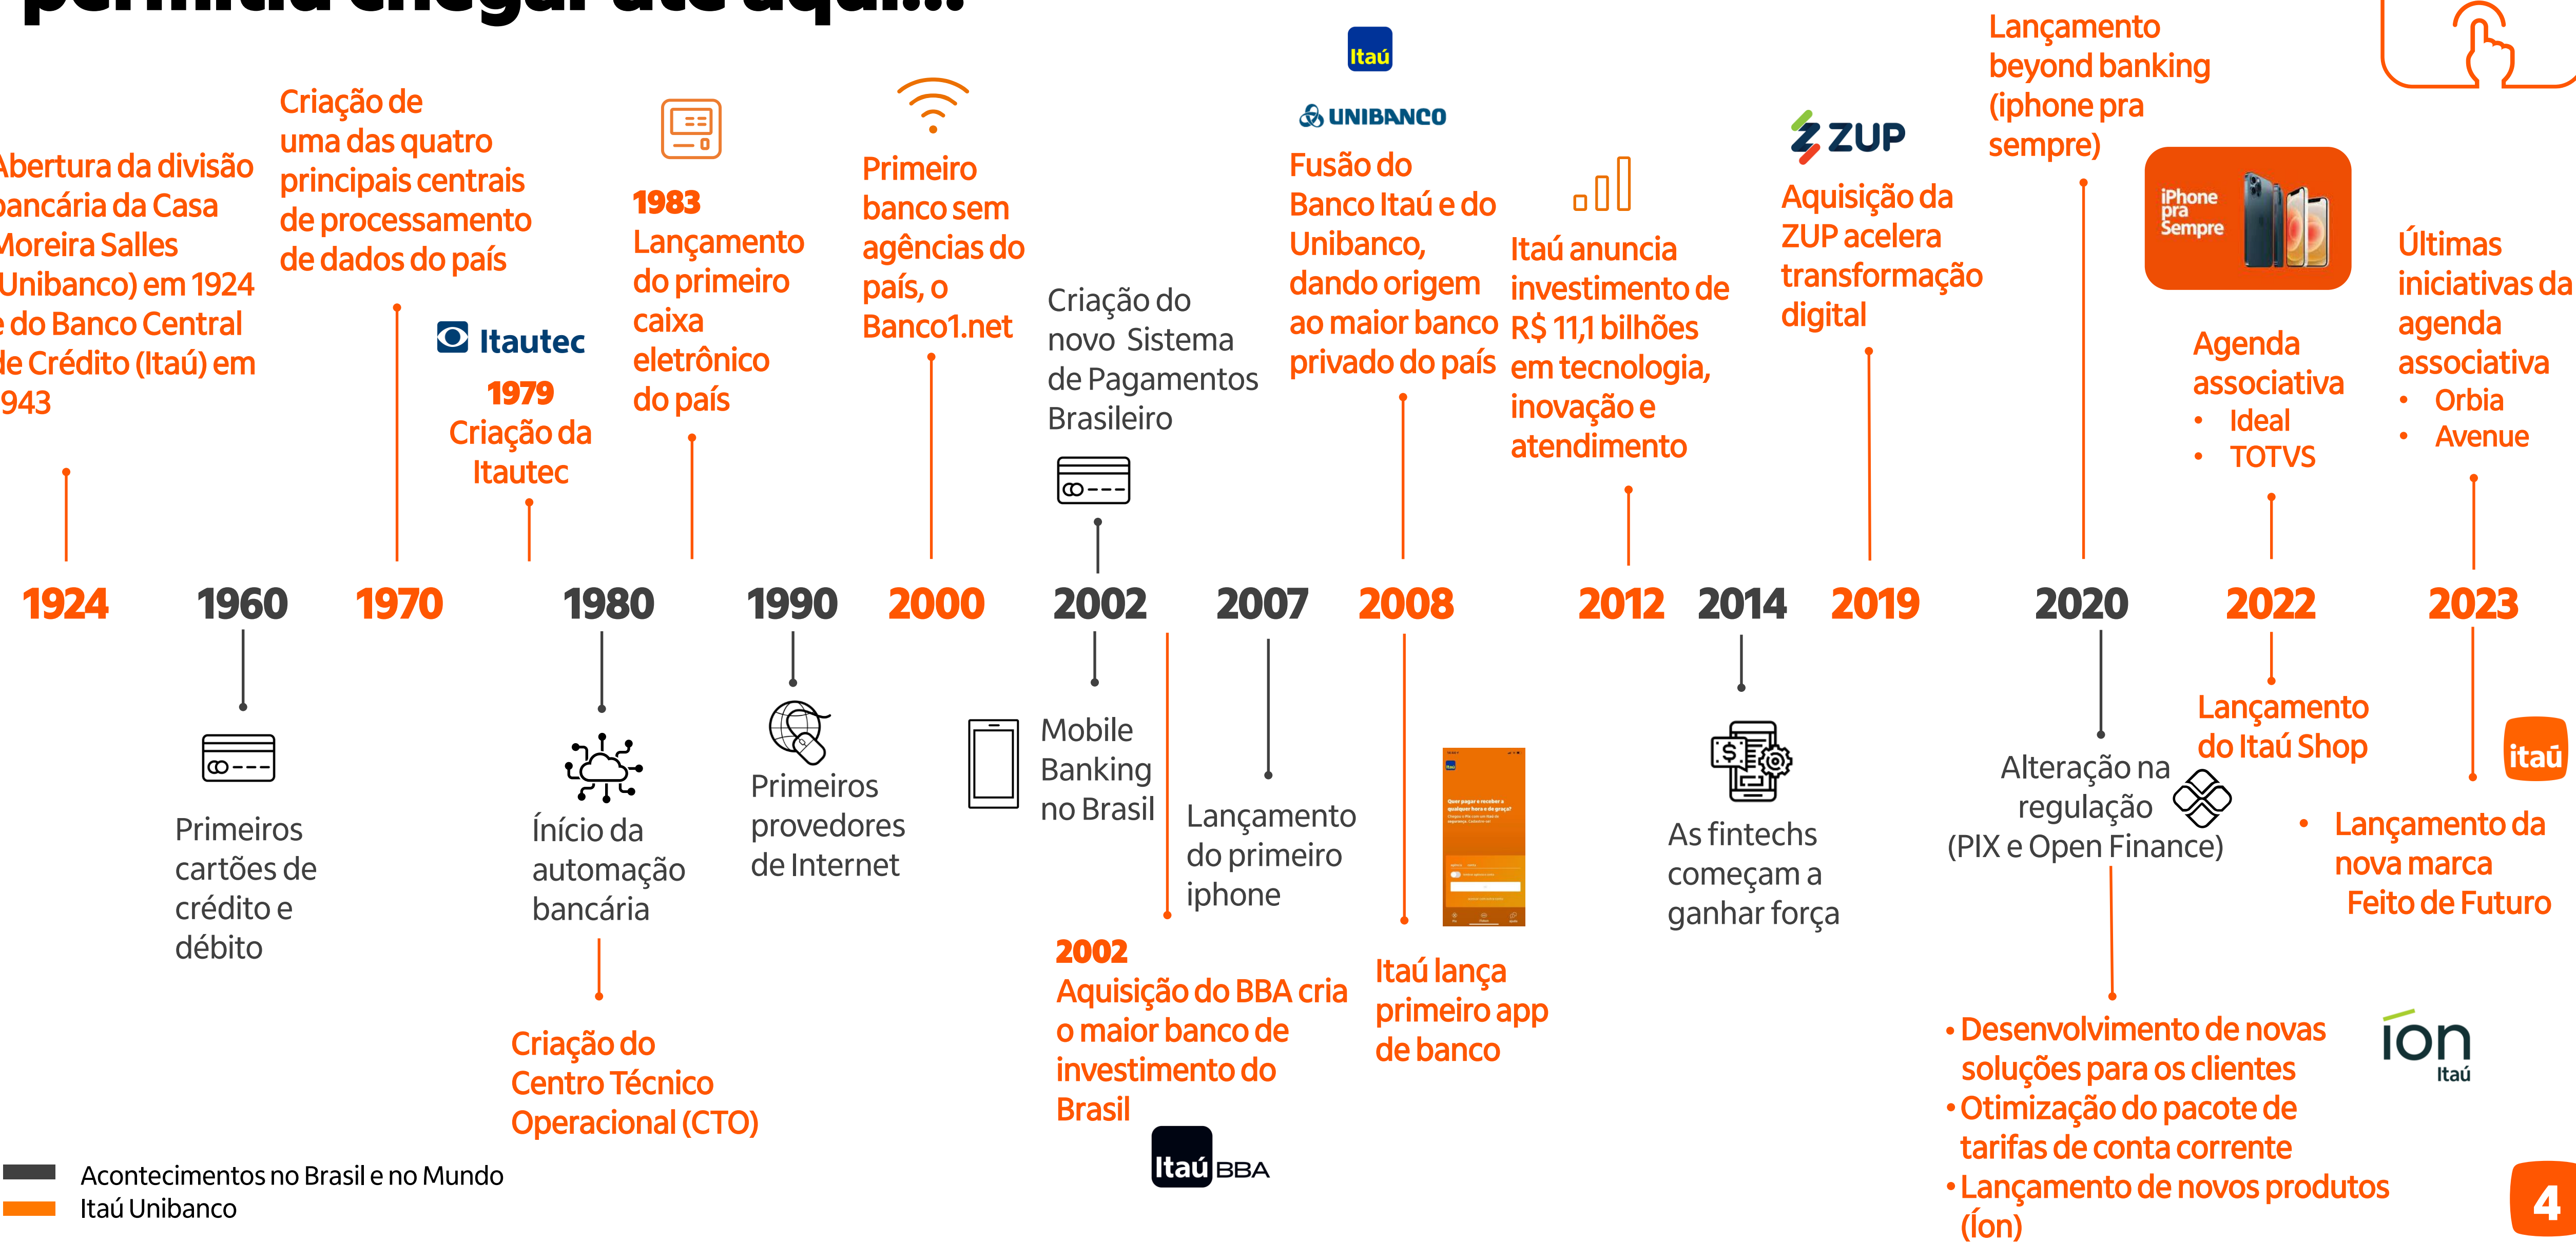 permitiu chegar até aqui...
Abertura da divisão
bancária da Casa
Moreira Salles
(Unibanco) em 1924
e do Banco Central
de Crédito (Itaú) em
1943
Criação de
uma das quatro
principais centrais
de processamento
de dados do país
Itautec
1979
Criação da
Itautec
1983
Lançamento
do primeiro
caixa
eletrônico
do país
Primeiro
banco sem
agências do
país, o
Banco1.net
Criação do
novo Sistema
de Pagamentos
Brasileiro
Itaú
UNIBANCO
Fusão do
Banco Itaú e do
Unibanco,
dando origem
ao maior banco
privado do país
Itaú anuncia
investimento de
R$ 11,1 bilhões
em tecnologia,
inovação e
atendimento
ZUP
Aquisição da
ZUP acelera
transformação
digital
Lançamento
beyond banking
(iphone pra
sempre)
iPhone
pra
Sempre
Agenda
associativa
• Ideal
• TOTVS
Últimas
iniciativas da
agenda
associativa
• Orbia
• Avenue
1924 1960 1970 1980 1990 2000 2002 2007 2008 2012 2014 2019 2020 2022 2023
Primeiros
cartões de
crédito e
débito
Ínício da
automação
bancária
Criação do
Centro Técnico
Operacional (CTO)
Primeiros
provedores
de Internet
Mobile
Banking
no Brasil
2002
Aquisição do BBA cria
o maior banco de
investimento do
Brasil
Itaú BBA
Lançamento
do primeiro
iphone
Quer pagar e receber a
qualquer hora e de graça?
Itaú lança
primeiro app
de banco
$
As fintechs
começam a
ganhar força
Alteração na
regulação
(PIX e Open Finance)
• Desenvolvimento de novas
soluções para os clientes
• Otimização do pacote de
tarifas de conta corrente
• Lançamento de novos produtos
(Íon)
Lançamento
do Itaú Shop
itaú
• Lançamento da
nova marca
Feito de Futuro
íon
Itaú
Acontecimentos no Brasil e no Mundo
Itaú Unibanco
4